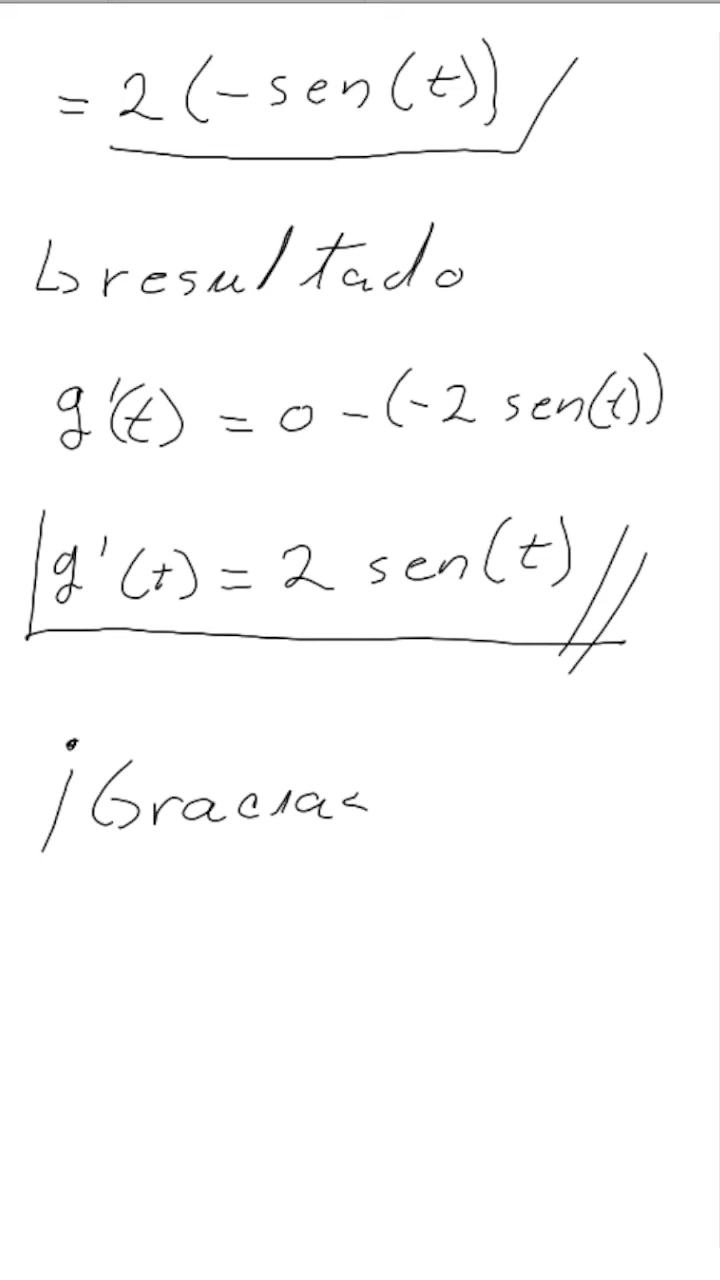 = 2 (-sen(t))
↳ resultado
g'(t) = 0 - (-2 sen(t))
g'(t) = 2 sen(t)
¡Gracias